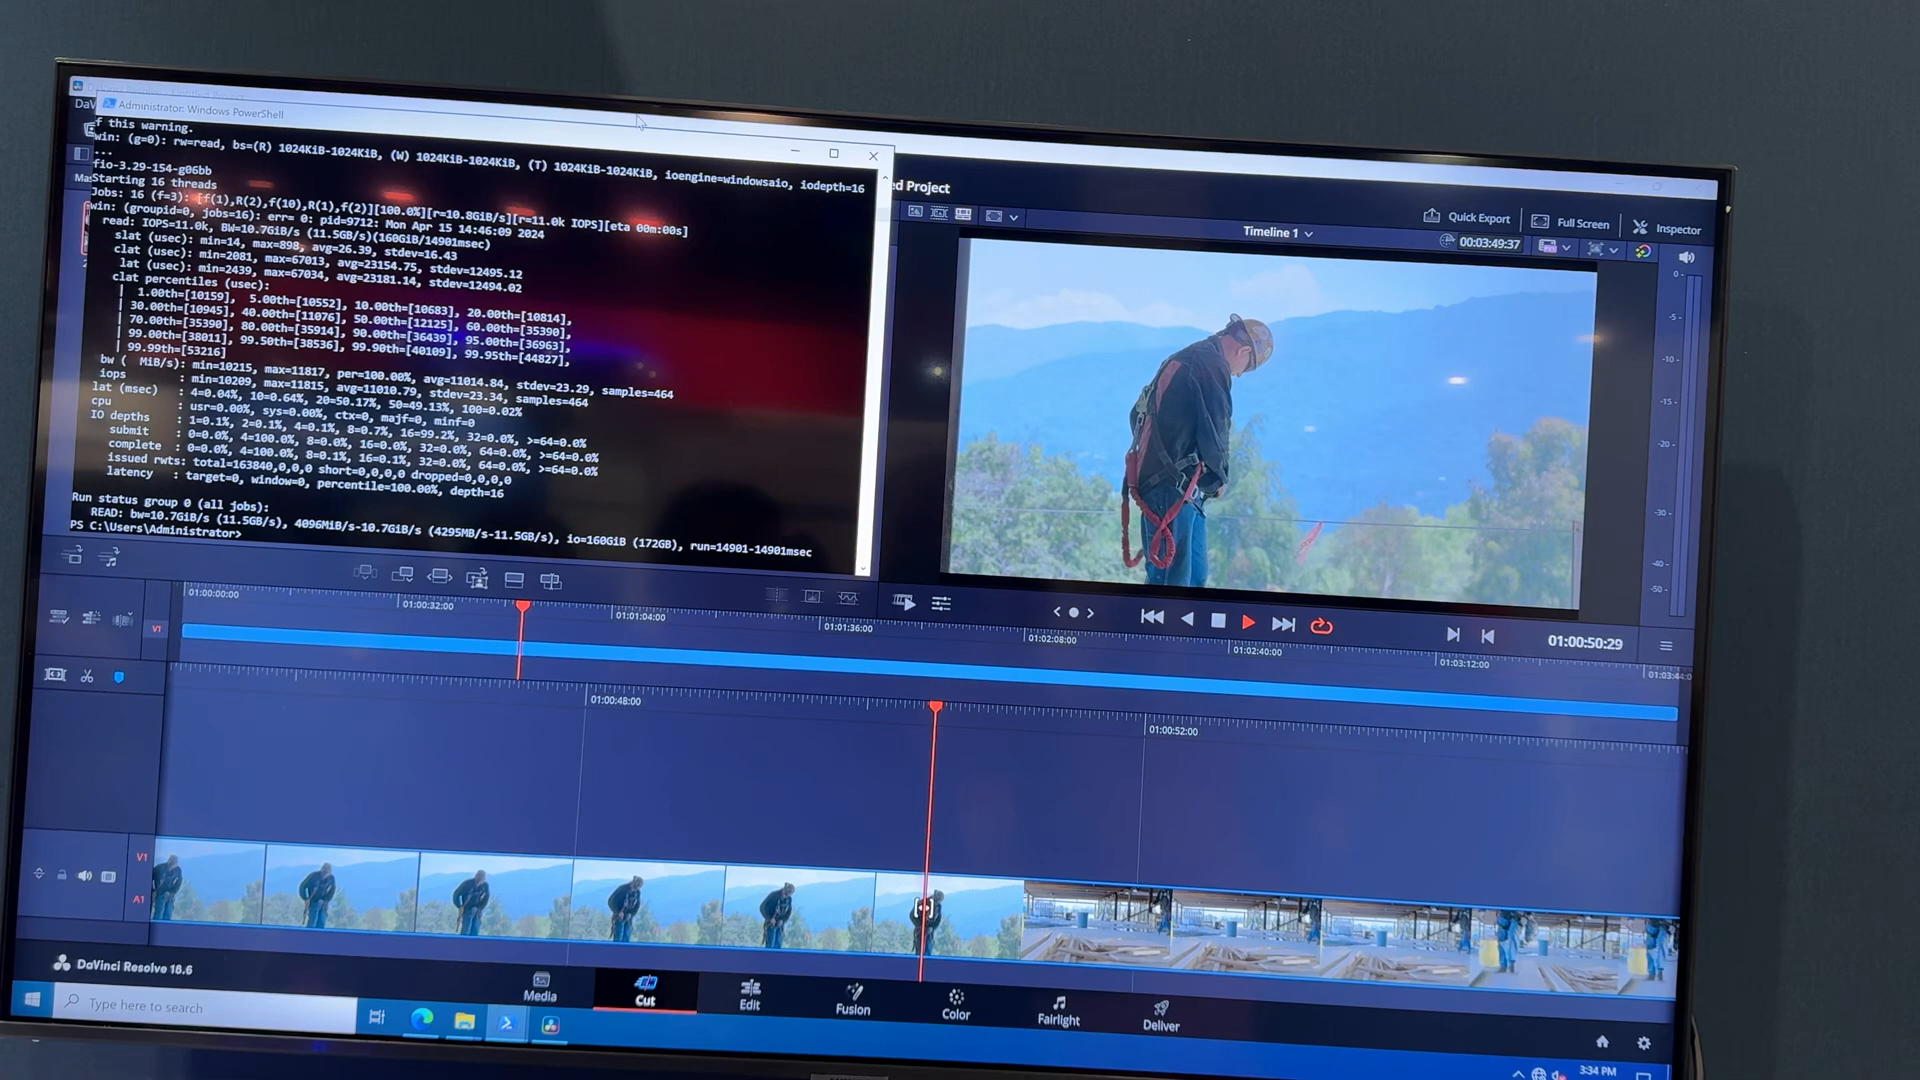 DaV
Administrator: Windows PowerShell
f this warning.
win: (g=0): rw=read, bs=(R) 1024KiB-1024KiB, (W) 1024KiB-1024KiB, (T) 1024KiB-1024KiB, ioengine=windowsaio, iodepth=16
...
fio-3.29-154-g06bb
Starting 16 threads
Jobs: 16 (f=3): [f(1),R(2),f(10),R(1),f(2)][100.0%][r=10.8GiB/s][r=11.0k IOPS][eta 00m:00s]
win: (groupid=0, jobs=16): err= 0: pid=9712: Mon Apr 15 14:46:09 2024
read: IOPS=11.0k, BW=10.7GiB/s (11.5GB/s)(160GiB/14901msec)
slat (usec): min=14, max=898, avg=26.39, stdev=16.43
clat (usec): min=2081, max=67013, avg=23154.75, stdev=12495.12
lat (usec): min=2439, max=67034, avg=23181.14, stdev=12494.02
clat percentiles (usec):
| 1.00th=[10159], 5.00th=[10552], 10.00th=[10683], 20.00th=[10814],
| 30.00th=[10945], 40.00th=[11076], 50.00th=[12125], 60.00th=[35390],
| 70.00th=[35390], 80.00th=[35914], 90.00th=[36439], 95.00th=[36963],
| 99.00th=[38011], 99.50th=[38536], 99.90th=[40109], 99.95th=[44827],
| 99.99th=[53216]
bw ( MiB/s): min=10215, max=11817, per=100.00%, avg=11014.84, stdev=23.29, samples=464
iops : min=10209, max=11815, avg=11010.79, stdev=23.34, samples=464
lat (msec) : 4=0.04%, 10=0.64%, 20=50.17%, 50=49.13%, 100=0.02%
cpu : usr=0.00%, sys=0.00%, ctx=0, majf=0, minf=0
IO depths : 1=0.1%, 2=0.1%, 4=0.1%, 8=0.7%, 16=99.2%, 32=0.0%, >=64=0.0%
submit : 0=0.0%, 4=100.0%, 8=0.0%, 16=0.0%, 32=0.0%, 64=0.0%, >=64=0.0%
complete : 0=0.0%, 4=100.0%, 8=0.1%, 16=0.1%, 32=0.0%, 64=0.0%, >=64=0.0%
issued rwts: total=163840,0,0,0 short=0,0,0,0 dropped=0,0,0,0
latency : target=0, window=0, percentile=100.00%, depth=16
Run status group 0 (all jobs):
READ: bw=10.7GiB/s (11.5GB/s), 4096MiB/s-10.7GiB/s (4295MB/s-11.5GB/s), io=160GiB (172GB), run=14901-14901msec
PS C:\Users\Administrator>
Mas
ed Project
Quick Export
Full Screen
Inspector
Timeline 1
00:03:49:37
0
-5
-10
-15
-20
-30
-40
-50
01:00:50:29
01:00:00:00
01:00:32:00
01:01:04:00
01:01:36:00
01:02:08:00
01:02:40:00
01:03:12:00
01:03:44:0
V1
01:00:48:00
01:00:52:00
V1
A1
DaVinci Resolve 18.6
Media
Cut
Edit
Fusion
Color
Fairlight
Deliver
Type here to search
3:34 PM